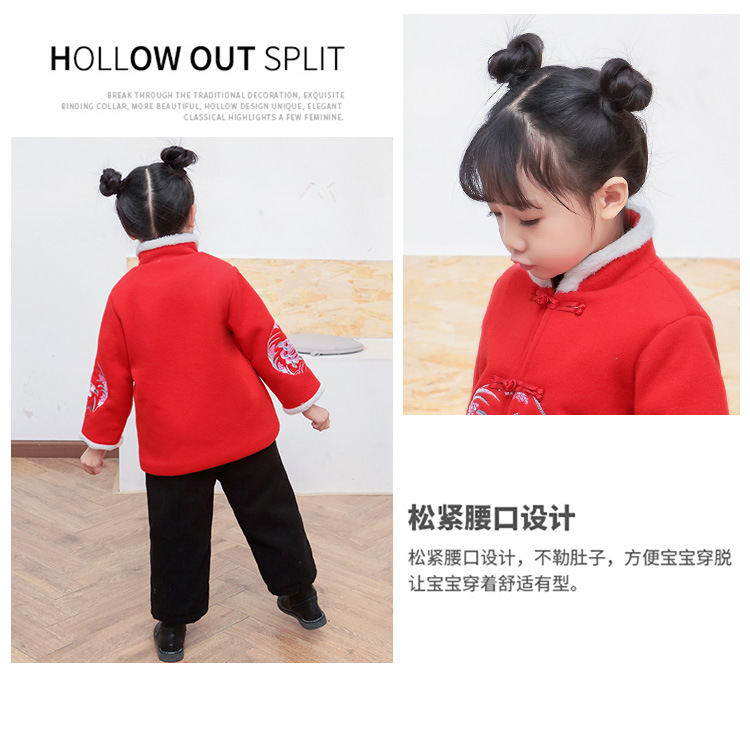 HOLLOW OUT SPLIT
BREAK THROUGH THE TRADITIONAL DECORATION, EXQUISITE
BINDING COLLAR, MORE BEAUTIFUL, HOLLOW DESIGN UNIQUE, ELEGANT
CLASSICAL HIGHLIGHTS A FEW FEMININE.
松紧腰口设计
松紧腰口设计，不勒肚子，方便宝宝穿脱
让宝宝穿着舒适有型。